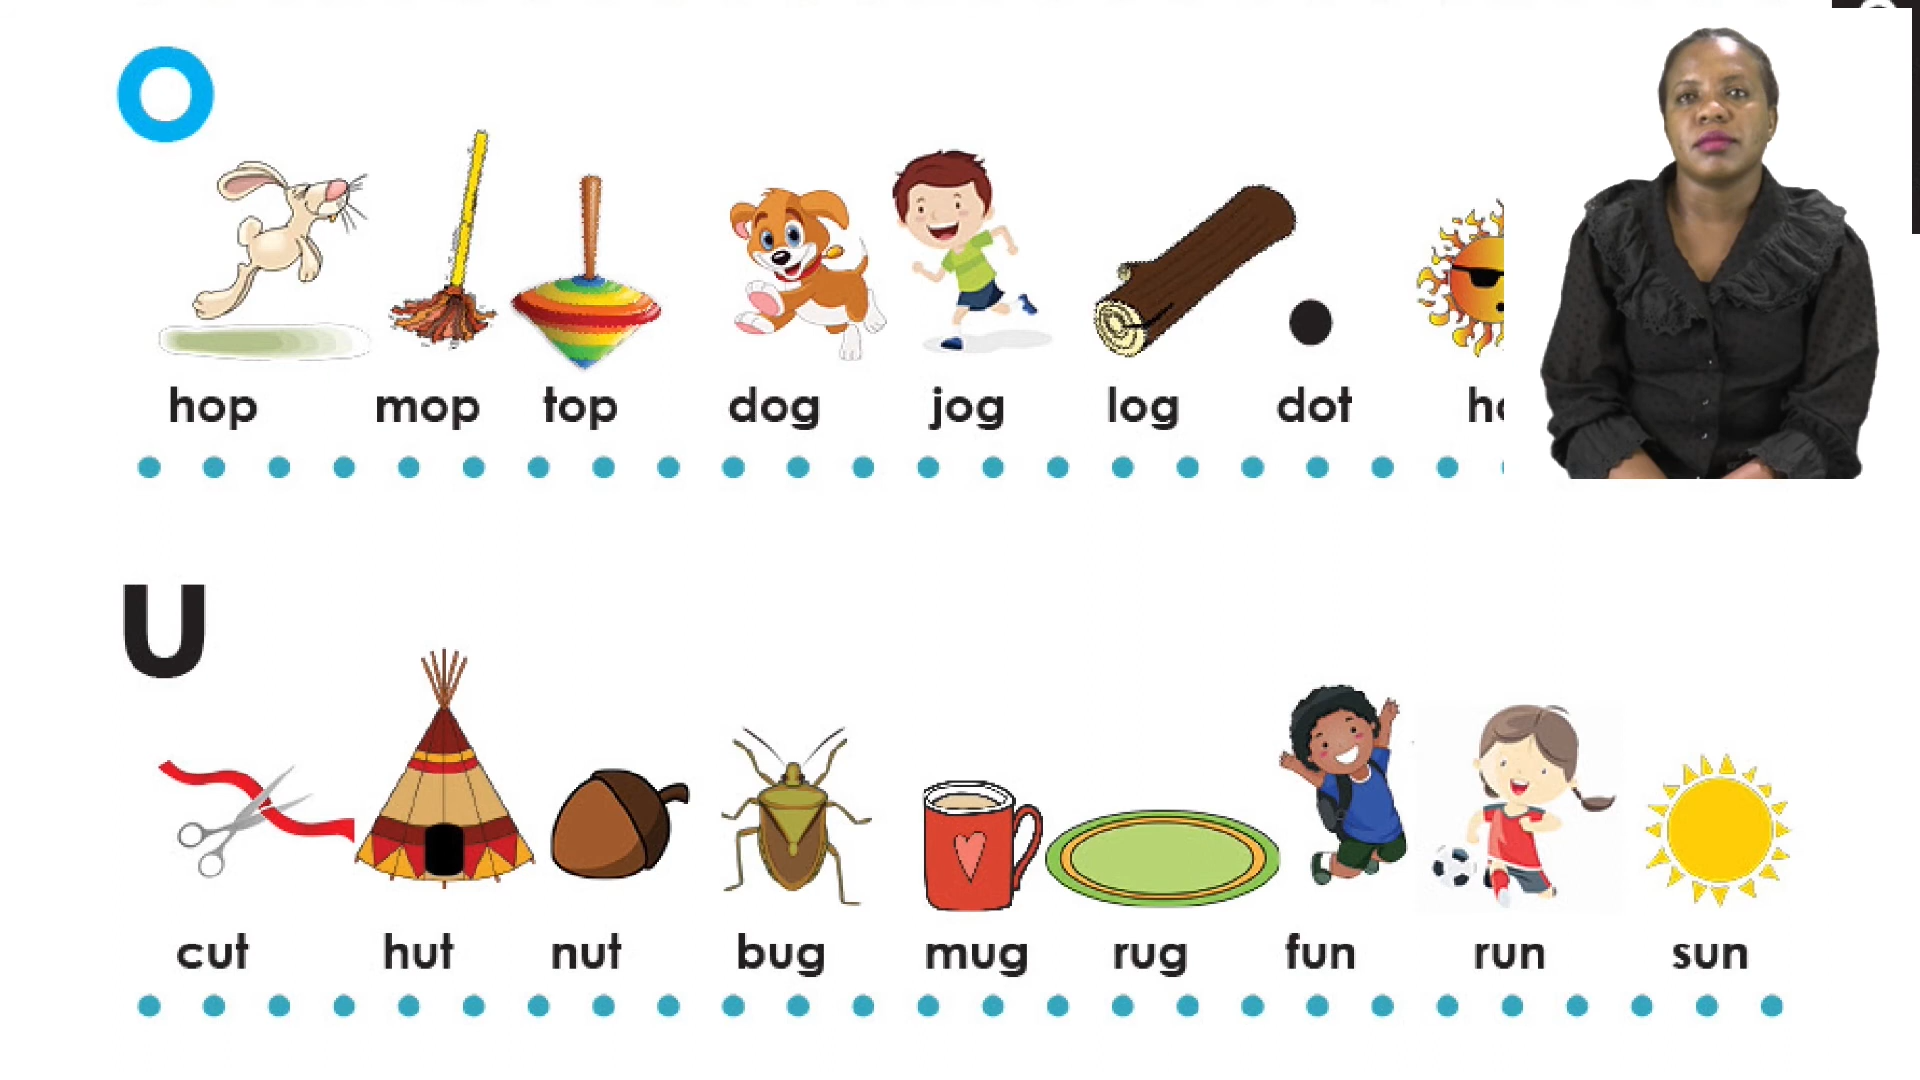 O
hop mop top dog jog log dot
U
cut hut nut bug mug rug fun run sun